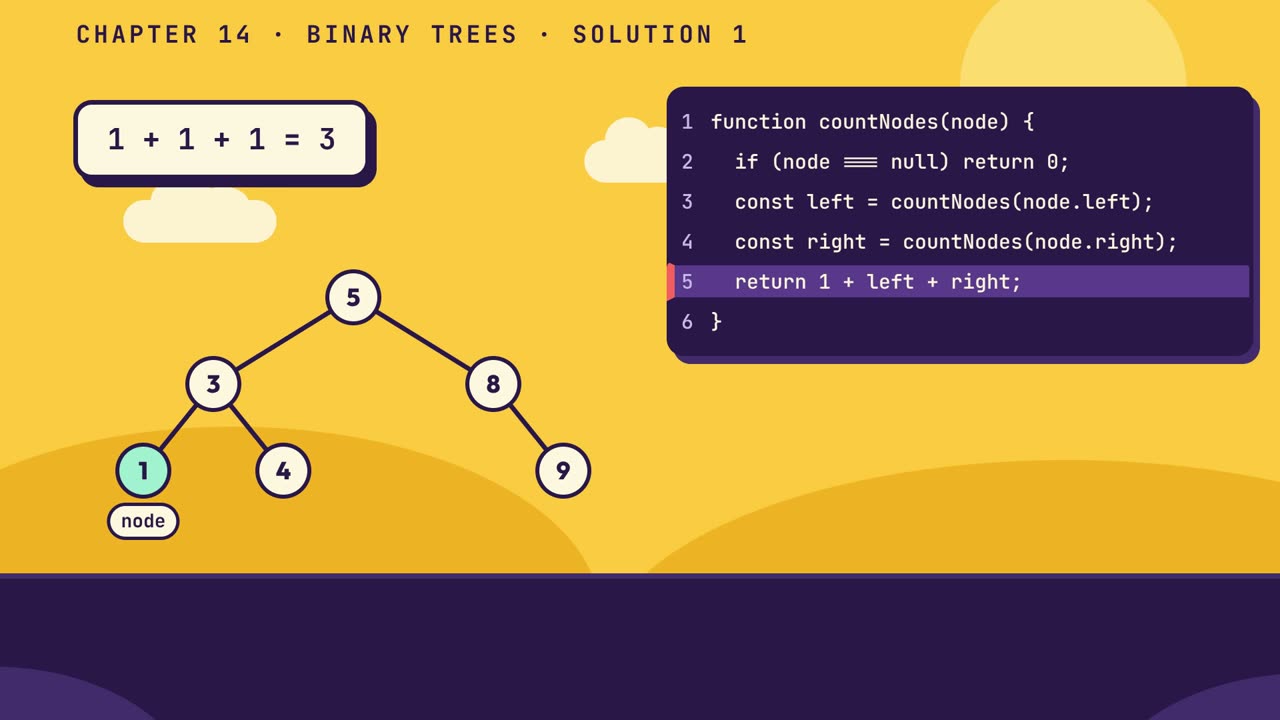 CHAPTER 14 · BINARY TREES · SOLUTION 1
1 + 1 + 1 = 3
1 function countNodes(node) {
2 if (node === null) return 0;
3 const left = countNodes(node.left);
4 const right = countNodes(node.right);
5 return 1 + left + right;
6 }
5
3 8
1 4 9
node